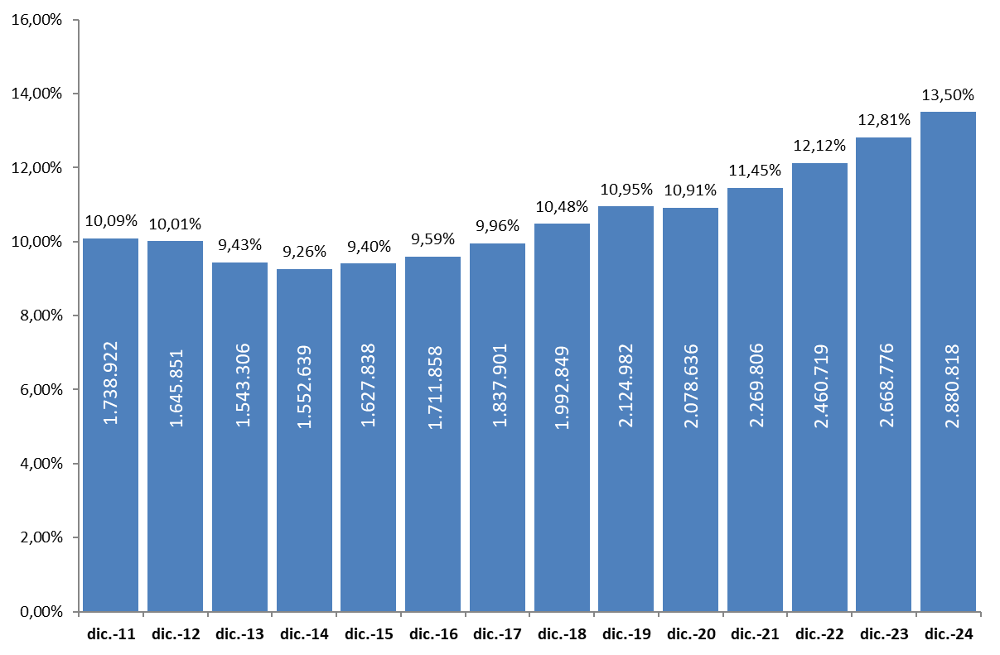 16,00%
14,00%
12,00%
10,00%
8,00%
6,00%
4,00%
2,00%
0,00%
10,09%
10,01%
9,43%
9,26%
9,40%
9,59%
9,96%
10,48%
10,95%
10,91%
11,45%
12,12%
12,81%
13,50%
1.738.922
1.645.851
1.543.306
1.552.639
1.627.838
1.711.858
1.837.901
1.992.849
2.124.982
2.078.636
2.269.806
2.460.719
2.668.776
2.880.818
dic.-11
dic.-12
dic.-13
dic.-14
dic.-15
dic.-16
dic.-17
dic.-18
dic.-19
dic.-20
dic.-21
dic.-22
dic.-23
dic.-24